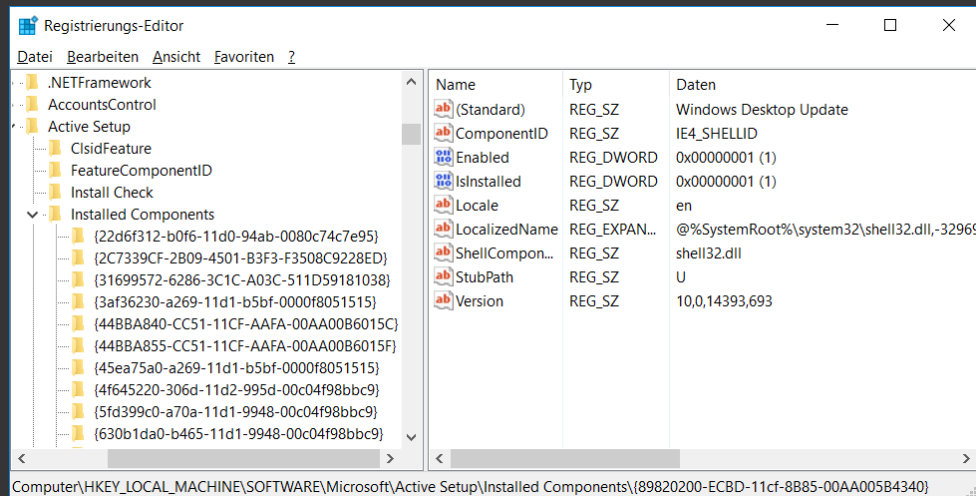 Registrierungs-Editor
Datei Bearbeiten Ansicht Favoriten ?
.NETFramework
AccountsControl
Active Setup
ClsidFeature
FeatureComponentID
Install Check
Installed Components
{22d6f312-b0f6-11d0-94ab-0080c74c7e95}
{2C7339CF-2B09-4501-B3F3-F3508C9228ED}
{31699572-6286-3C1C-A03C-511D59181038}
{3af36230-a269-11d1-b5bf-0000f8051515}
{44BBA840-CC51-11CF-AAFA-00AA00B6015C}
{44BBA855-CC51-11CF-AAFA-00AA00B6015F}
{45ea75a0-a269-11d1-b5bf-0000f8051515}
{4f645220-306d-11d2-995d-00c04f98bbc9}
{5fd399c0-a70a-11d1-9948-00c04f98bbc9}
{630b1da0-b465-11d1-9948-00c04f98bbc9}
Name Typ Daten
(Standard) REG_SZ Windows Desktop Update
ComponentID REG_SZ IE4_SHELLID
Enabled REG_DWORD 0x00000001 (1)
IsInstalled REG_DWORD 0x00000001 (1)
Locale REG_SZ en
LocalizedName REG_EXPAN... @%SystemRoot%\system32\shell32.dll,-32969
ShellCompon... REG_SZ shell32.dll
StubPath REG_SZ U
Version REG_SZ 10,0,14393,693
Computer\HKEY_LOCAL_MACHINE\SOFTWARE\Microsoft\Active Setup\Installed Components\{89820200-ECBD-11cf-8B85-00AA005B4340}